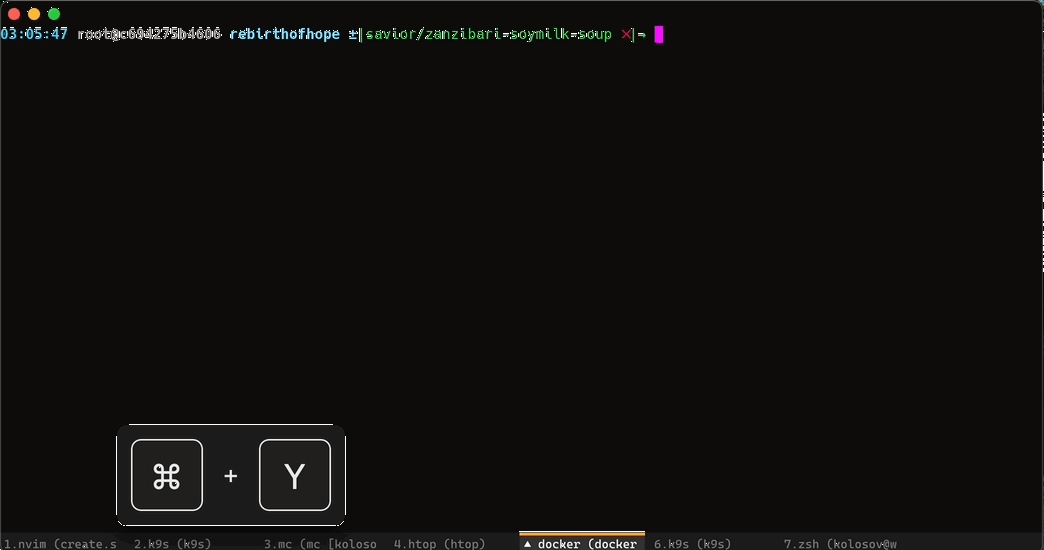 03:05:47 root@c694275b4606 rebirthofhope ±|savior/zanzibari-soymilk-soup ✗|→
⌘ + Y
1.nvim (create.s 2.k9s (k9s) 3.mc (mc [koloso 4.htop (htop) ▲ docker (docker 6.k9s (k9s) 7.zsh (kolosov@w